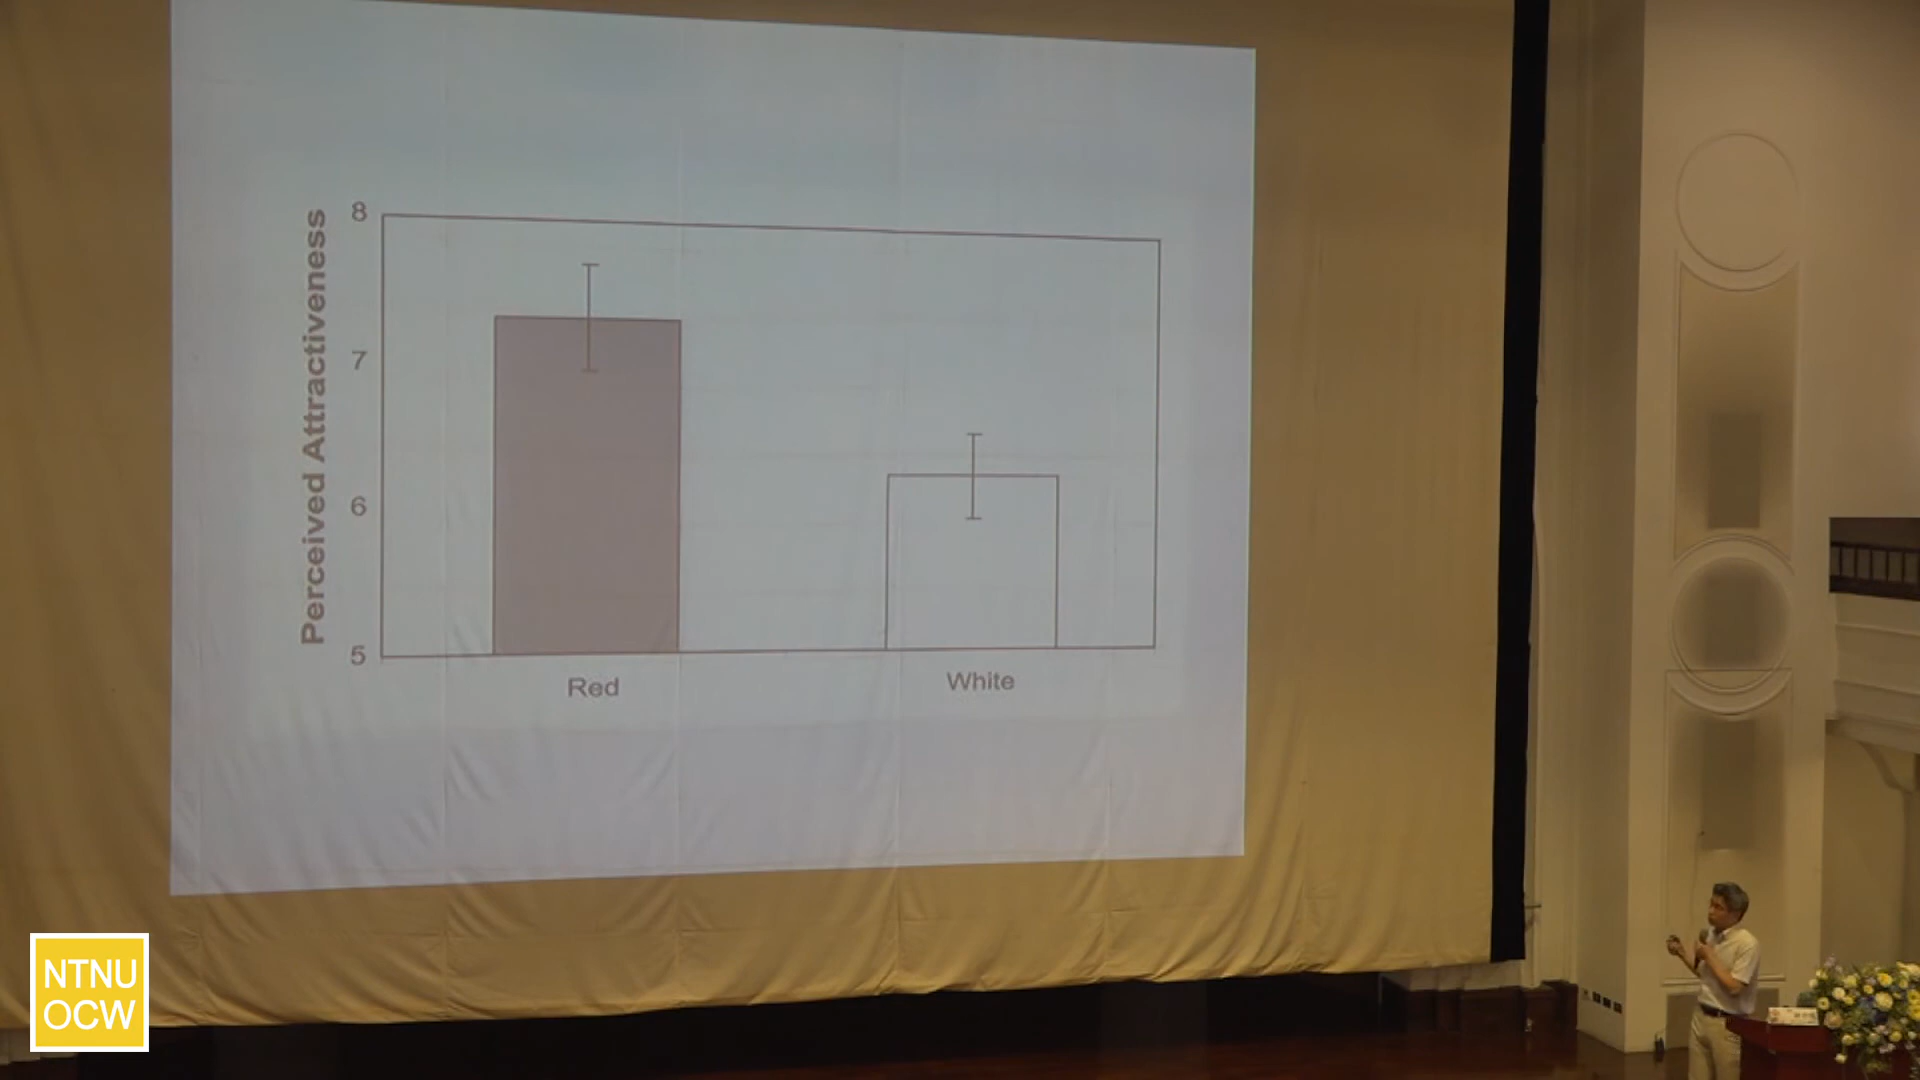 Perceived Attractiveness
8
7
6
5
Red
White
NTNU
OCW